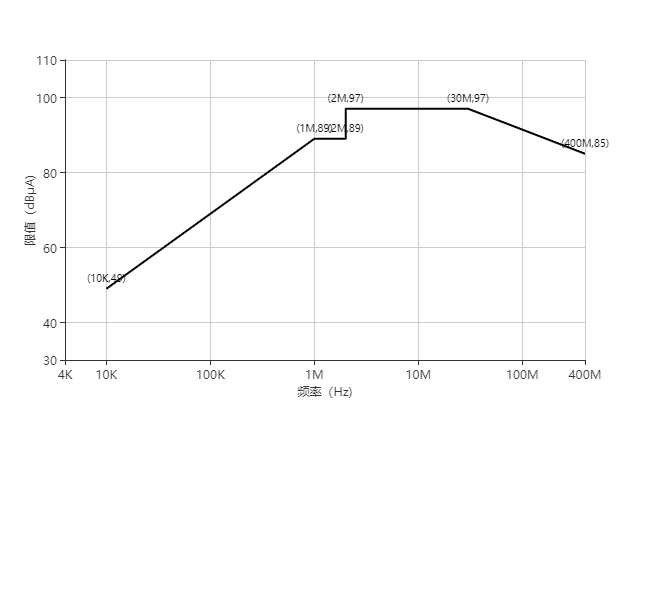 110
100
80
60
40
30
限值（dBμA）
(2M,97)
(30M,97)
(1M,89)
(2M,89)
(400M,85)
(10K,49)
4K
10K
100K
1M
10M
100M
400M
频率（Hz）